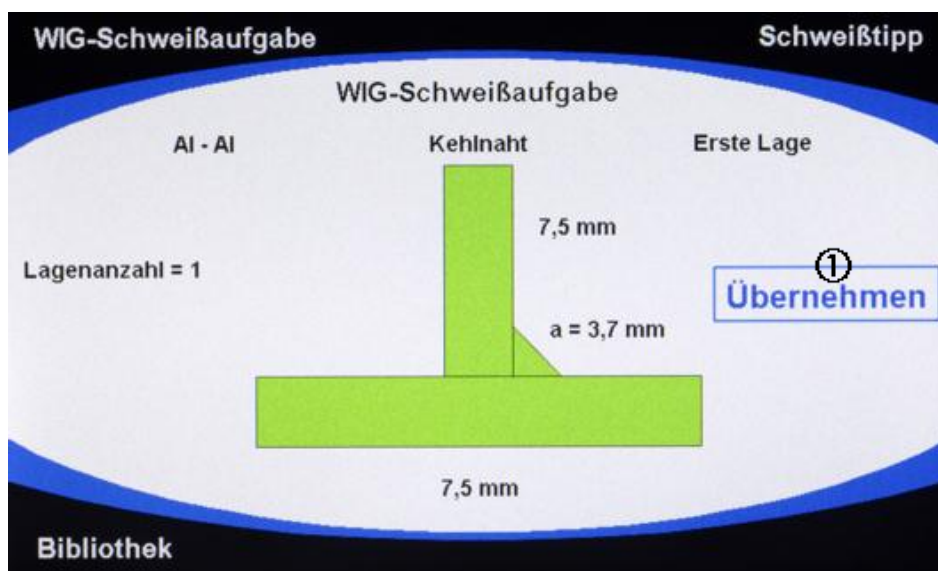 WIG-Schweißaufgabe
Schweißtipp
WIG-Schweißaufgabe
Al - Al
Kehlnaht
Erste Lage
7,5 mm
Lagenanzahl = 1
①
Übernehmen
a = 3,7 mm
7,5 mm
Bibliothek